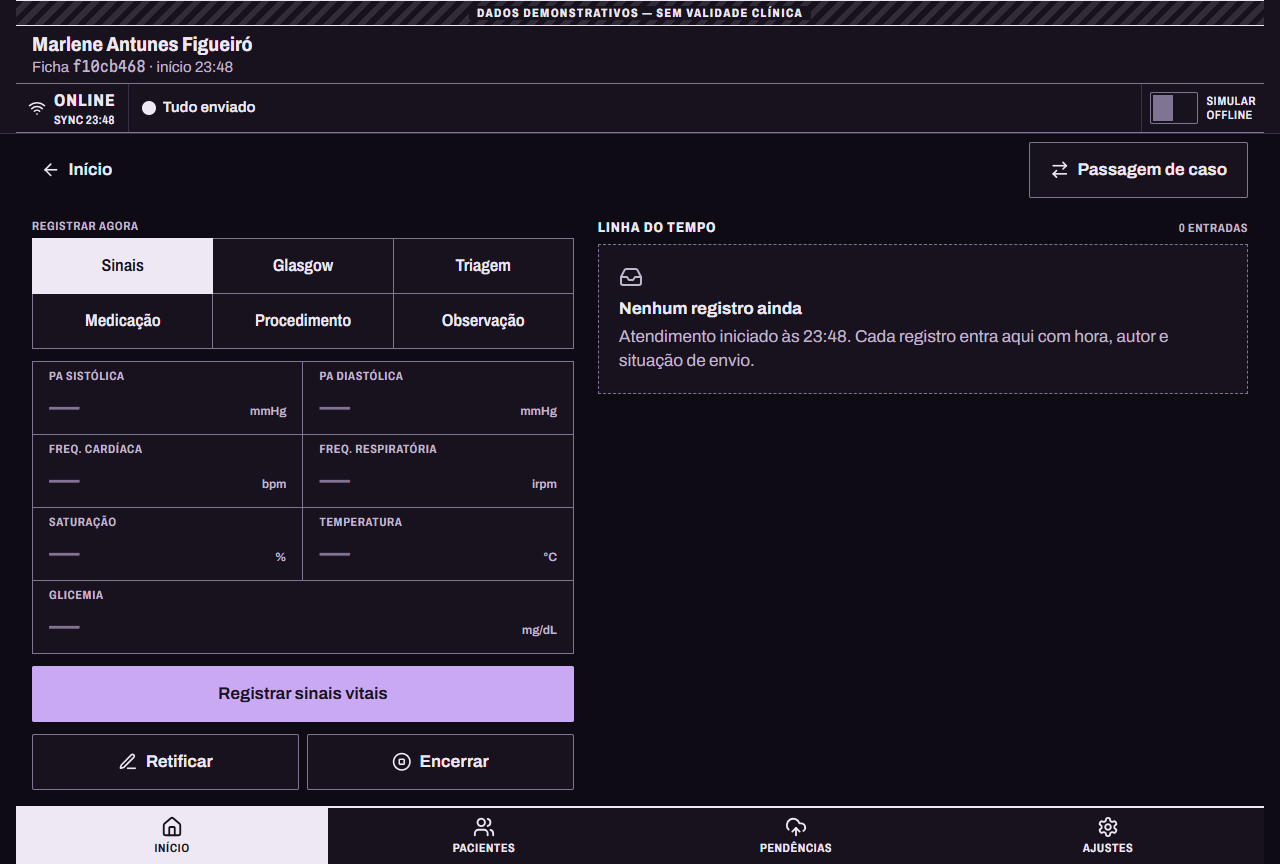 DADOS DEMONSTRATIVOS — SEM VALIDADE CLÍNICA
Marlene Antunes Figueiró
Ficha f10cb468 · início 23:48
ONLINE
SYNC 23:48
Tudo enviado
SIMULAR
OFFLINE
Início
Passagem de caso
REGISTRAR AGORA
Sinais
Glasgow
Triagem
Medicação
Procedimento
Observação
PA SISTÓLICA
— mmHg
PA DIASTÓLICA
— mmHg
FREQ. CARDÍACA
— bpm
FREQ. RESPIRATÓRIA
— irpm
SATURAÇÃO
— %
TEMPERATURA
— °C
GLICEMIA
— mg/dL
Registrar sinais vitais
Retificar
Encerrar
LINHA DO TEMPO
0 ENTRADAS
Nenhum registro ainda
Atendimento iniciado às 23:48. Cada registro entra aqui com hora, autor e
situação de envio.
INÍCIO
PACIENTES
PENDÊNCIAS
AJUSTES